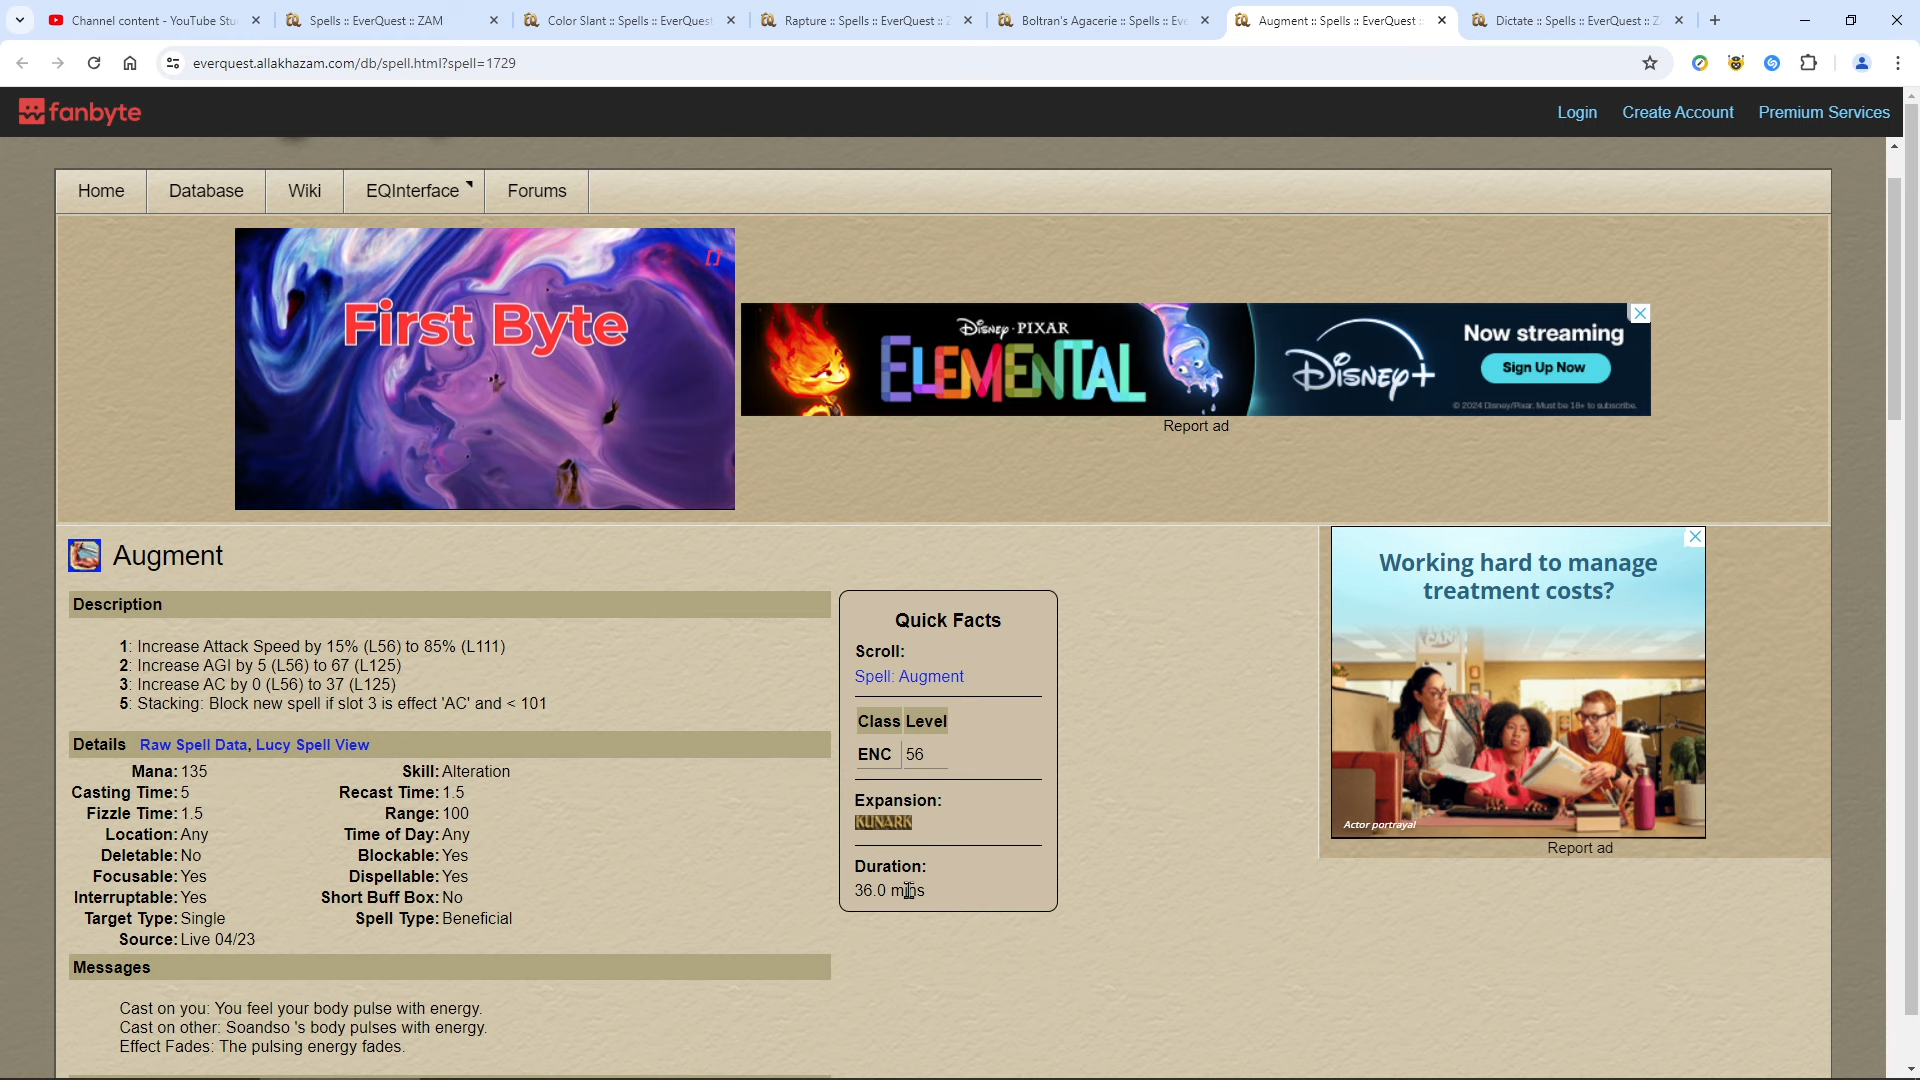 Channel content - YouTube Stu
Spells :: EverQuest :: ZAM
Color Slant :: Spells :: EverQuest
Rapture :: Spells :: EverQuest :: Z
Boltran's Agacerie :: Spells :: Eve
Augment :: Spells :: EverQuest ::
Dictate :: Spells :: EverQuest :: Z
everquest.allakhazam.com/db/spell.html?spell=1729
fanbyte
Login
Create Account
Premium Services
Home
Database
Wiki
EQInterface
Forums
First Byte
Disney · PIXAR
ELEMENTAL
Disney+
Now streaming
Sign Up Now
© 2024 Disney/Pixar. Must be 18+ to subscribe.
Report ad
Augment
Description
1: Increase Attack Speed by 15% (L56) to 85% (L111)
2: Increase AGI by 5 (L56) to 67 (L125)
3: Increase AC by 0 (L56) to 37 (L125)
5: Stacking: Block new spell if slot 3 is effect 'AC' and < 101
Details Raw Spell Data, Lucy Spell View
Mana: 135 Skill: Alteration
Casting Time: 5 Recast Time: 1.5
Fizzle Time: 1.5 Range: 100
Location: Any Time of Day: Any
Deletable: No Blockable: Yes
Focusable: Yes Dispellable: Yes
Interruptable: Yes Short Buff Box: No
Target Type: Single Spell Type: Beneficial
Source: Live 04/23
Messages
Cast on you: You feel your body pulse with energy.
Cast on other: Soandso 's body pulses with energy.
Effect Fades: The pulsing energy fades.
Quick Facts
Scroll:
Spell: Augment
Class Level
ENC 56
Expansion:
KUNARK
Duration:
36.0 mins
Working hard to manage
treatment costs?
Actor portrayal
Report ad